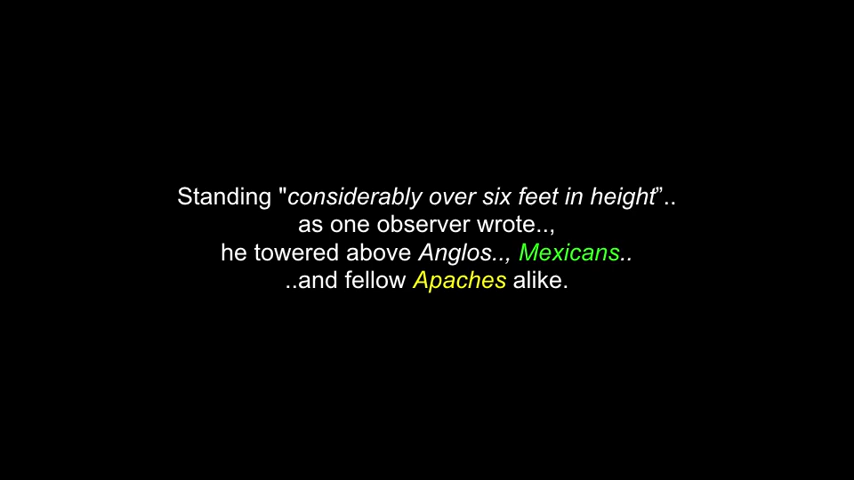 Standing "considerably over six feet in height”..
as one observer wrote..,
he towered above Anglos.., Mexicans..
..and fellow Apaches alike.